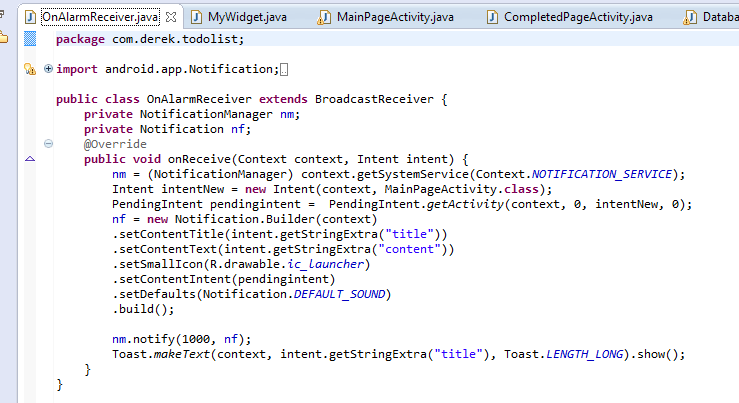 OnAlarmReceiver.java MyWidget.java MainPageActivity.java CompletedPageActivity.java Databa
package com.derek.todolist;
import android.app.Notification;
public class OnAlarmReceiver extends BroadcastReceiver {
private NotificationManager nm;
private Notification nf;
@Override
public void onReceive(Context context, Intent intent) {
nm = (NotificationManager) context.getSystemService(Context.NOTIFICATION_SERVICE);
Intent intentNew = new Intent(context, MainPageActivity.class);
PendingIntent pendingintent =  PendingIntent.getActivity(context, 0, intentNew, 0);
nf = new Notification.Builder(context)
.setContentTitle(intent.getStringExtra("title"))
.setContentText(intent.getStringExtra("content"))
.setSmallIcon(R.drawable.ic_launcher)
.setContentIntent(pendingintent)
.setDefaults(Notification.DEFAULT_SOUND)
.build();
nm.notify(1000, nf);
Toast.makeText(context, intent.getStringExtra("title"), Toast.LENGTH_LONG).show();
}
}